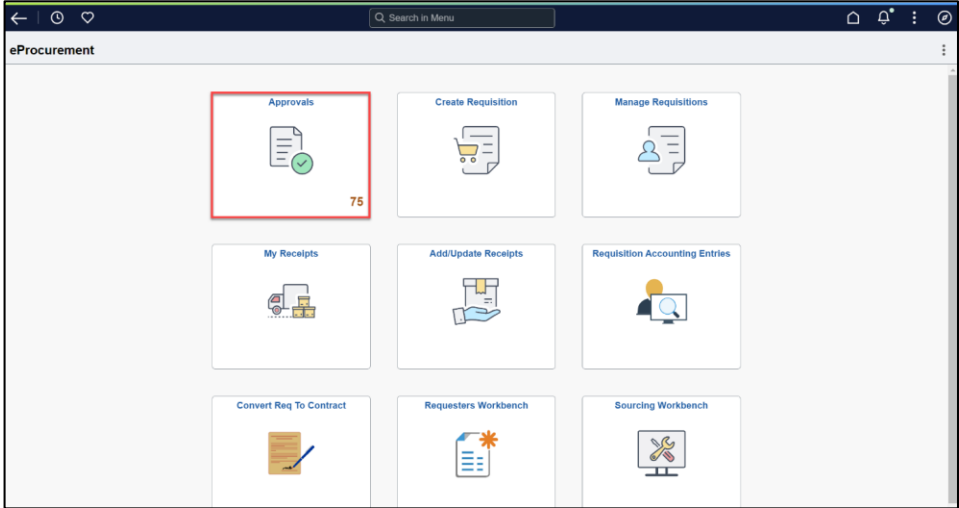 Search in Menu
eProcurement
Approvals
Create Requisition
Manage Requisitions
75
My Receipts
Add/Update Receipts
Requisition Accounting Entries
Convert Req To Contract
Requesters Workbench
Sourcing Workbench